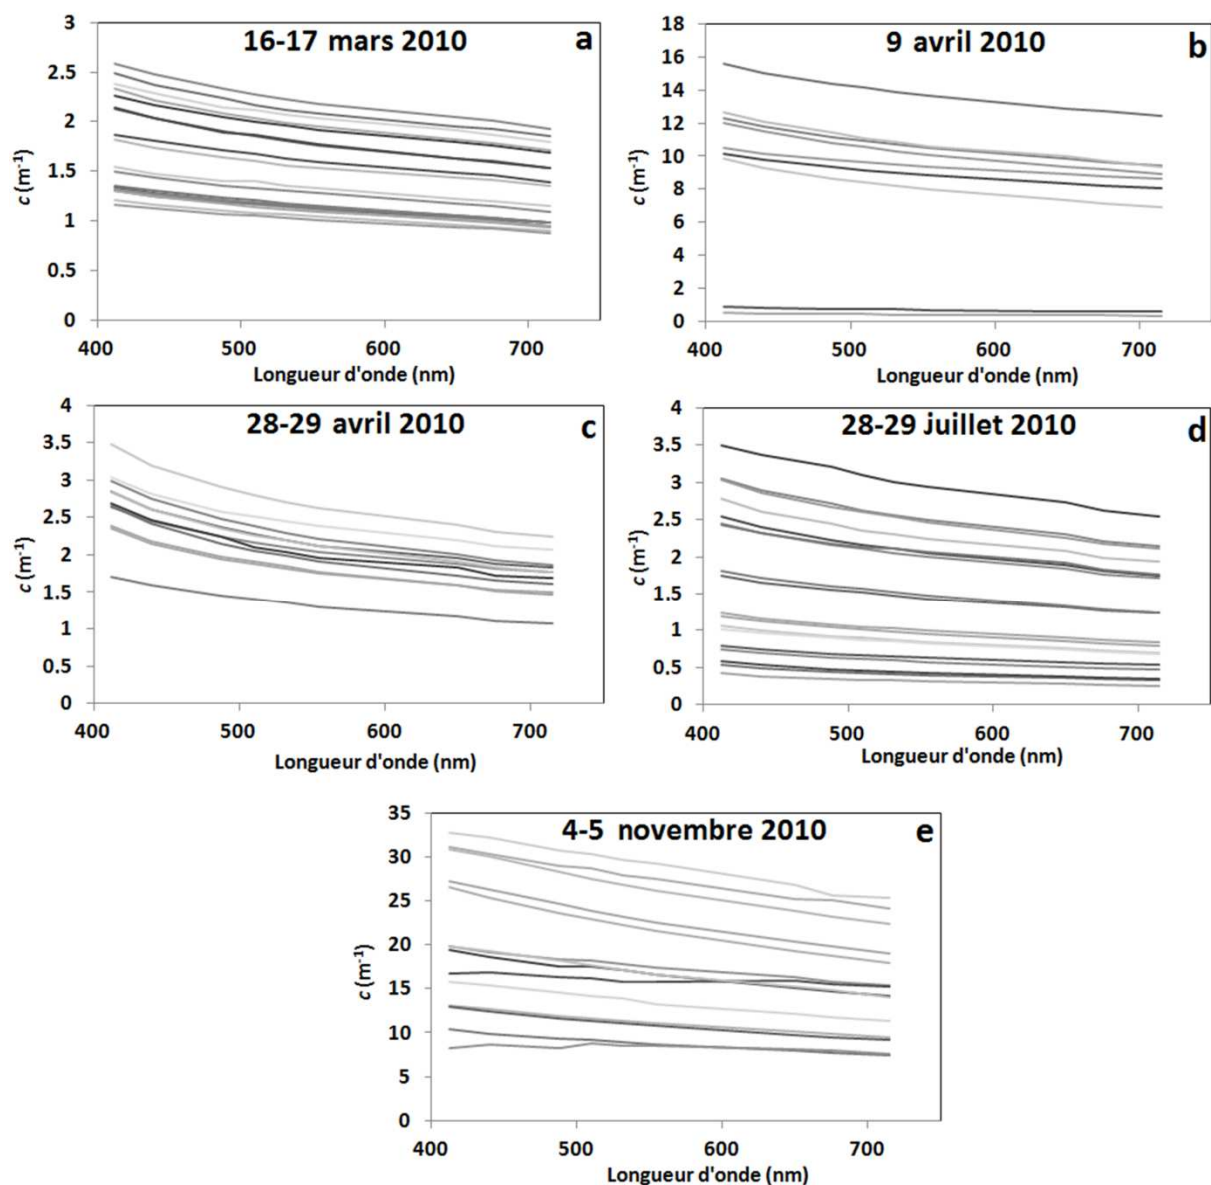 16-17 mars 2010
a
3
2.5
2
1.5
1
0.5
0
c (m-1)
400 500 600 700
Longueur d'onde (nm)
9 avril 2010
b
18
16
14
12
10
8
6
4
2
0
c (m-1)
400 500 600 700
Longueur d'onde (nm)
28-29 avril 2010
c
4
3.5
3
2.5
2
1.5
1
0.5
0
c (m-1)
400 500 600 700
Longueur d'onde (nm)
28-29 juillet 2010
d
4
3.5
3
2.5
2
1.5
1
0.5
0
c (m-1)
400 500 600 700
Longueur d'onde (nm)
4-5 novembre 2010
e
35
30
25
20
15
10
5
0
c (m-1)
400 500 600 700
Longueur d'onde (nm)